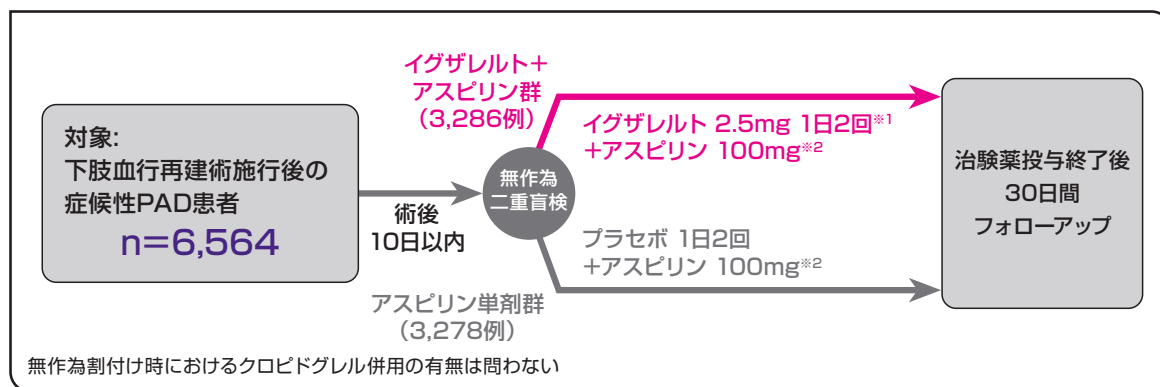 対象:
下肢血行再建術施行後の
症候性PAD患者
n=6,564
術後
10日以内
無作為
二重盲検
イグザレルト+
アスピリン群
(3,286例)
イグザレルト 2.5mg 1日2回※1
+アスピリン 100mg※2
プラセボ 1日2回
+アスピリン 100mg※2
アスピリン単剤群
(3,278例)
治験薬投与終了後
30日間
フォローアップ
無作為割付け時におけるクロピドグレル併用の有無は問わない